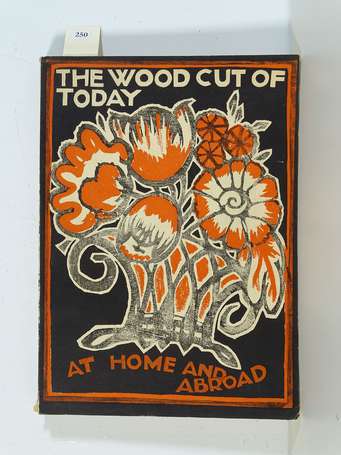 250
THE WOOD CUT OF
TODAY
AT HOME AND
ABROAD